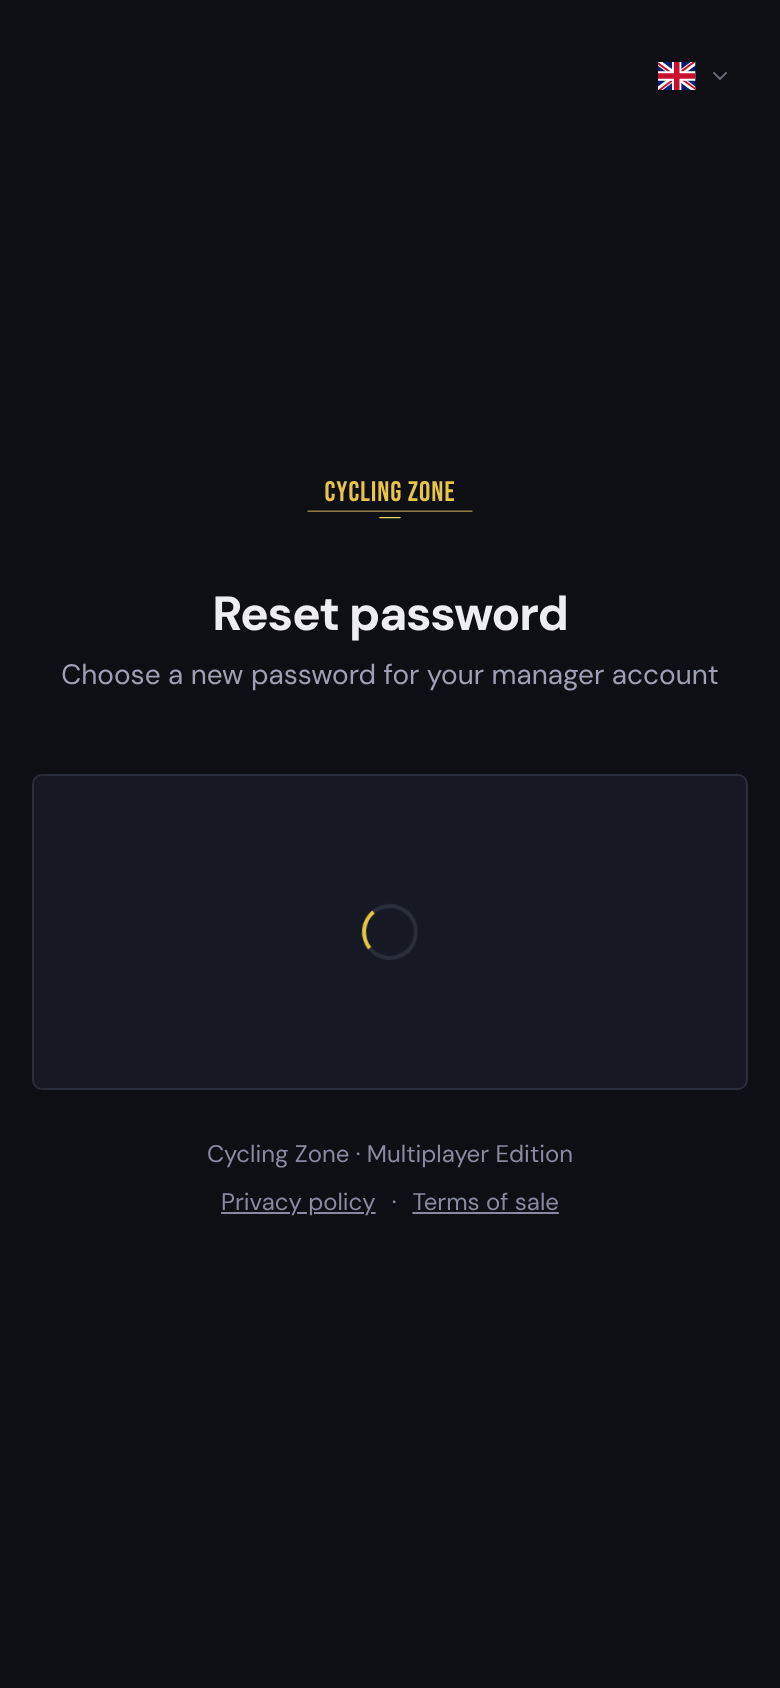 CYCLING ZONE
Reset password
Choose a new password for your manager account
Cycling Zone · Multiplayer Edition
Privacy policy · Terms of sale